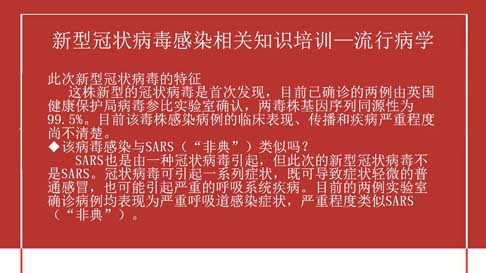 新型冠状病毒感染相关知识培训—流行病学
此次新型冠状病毒的特征
这株新型的冠状病毒是首次发现，目前已确诊的两例由英国
健康保护局病毒参比实验室确认，两毒株基因序列同源性为
99.5%。目前该毒株感染病例的临床表现、传播和疾病严重程度
尚不清楚。
◆该病毒感染与SARS（“非典”）类似吗？
SARS也是由一种冠状病毒引起，但此次的新型冠状病毒不
是SARS。冠状病毒可引起一系列症状，既可导致症状轻微的普
通感冒，也可能引起严重的呼吸系统疾病。目前的两例实验室
确诊病例均表现为严重呼吸道感染症状，严重程度类似SARS
（“非典”）。